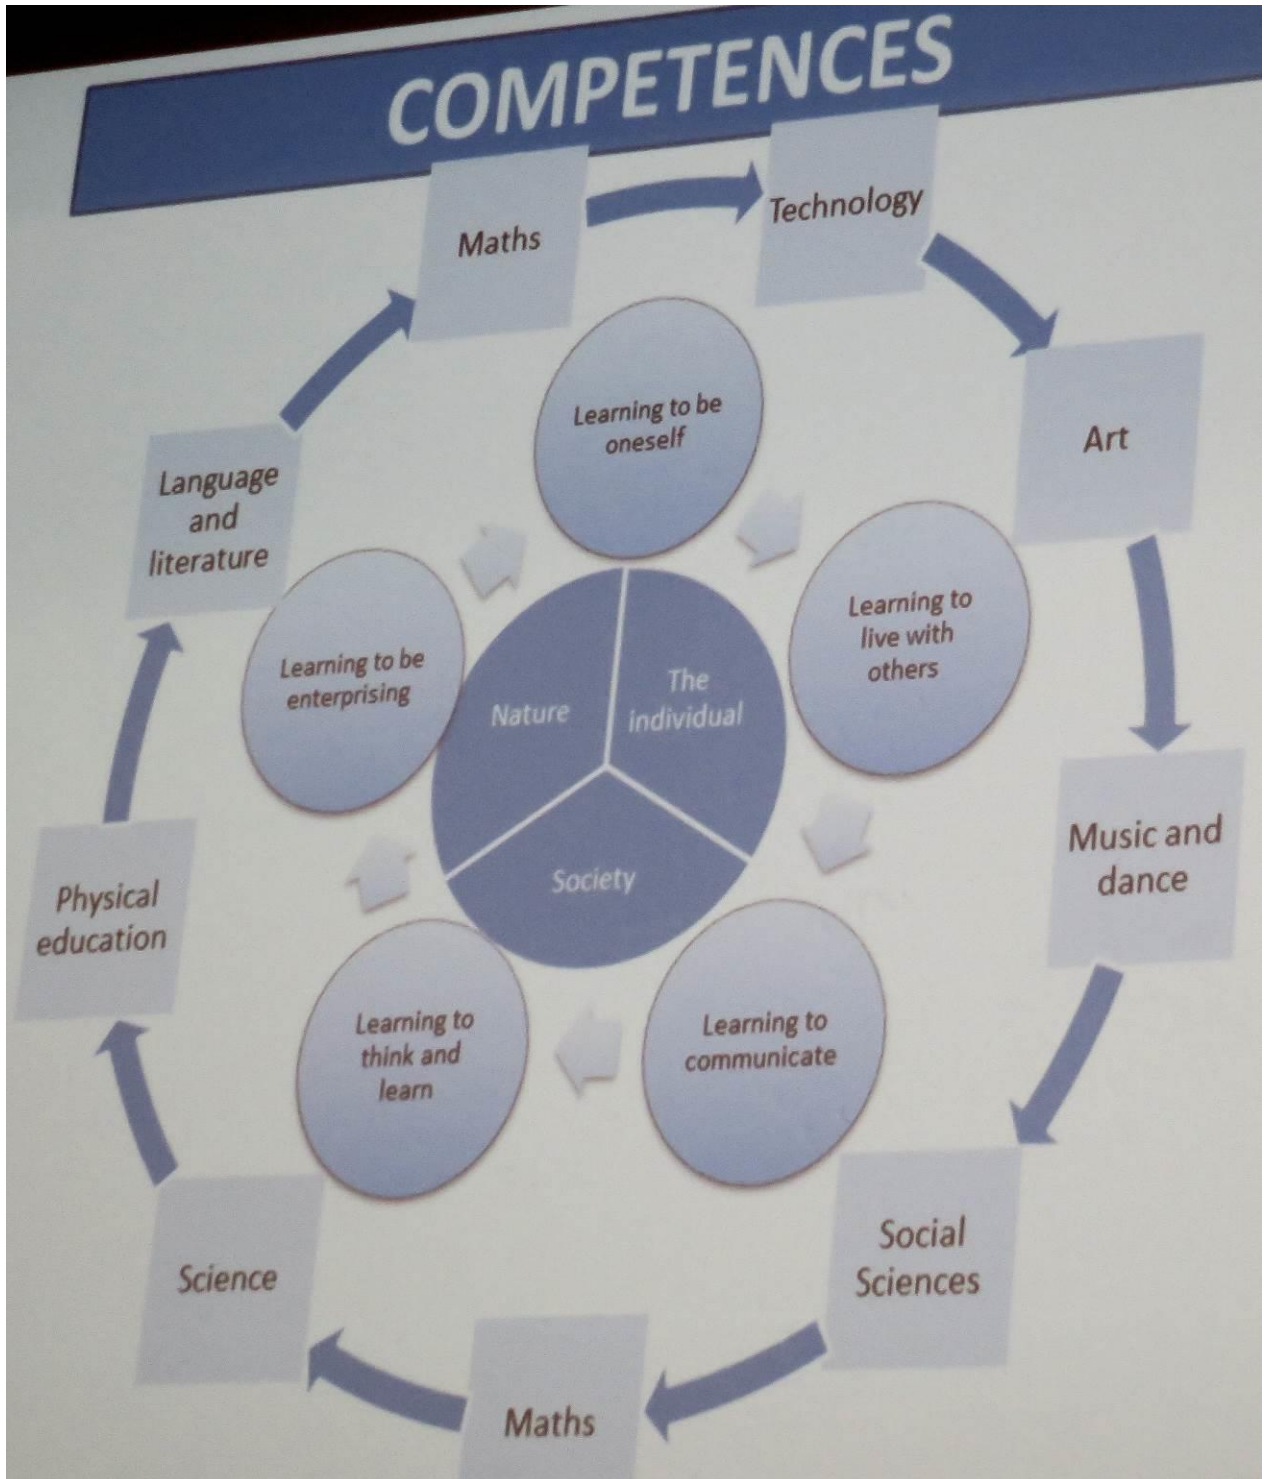 COMPETENCES
Maths
Technology
Art
Music and
dance
Social
Sciences
Maths
Science
Physical
education
Language
and
literature
Learning to be
oneself
Learning to
live with
others
Learning to
communicate
Learning to
think and
learn
Learning to be
enterprising
Nature
The
individual
Society